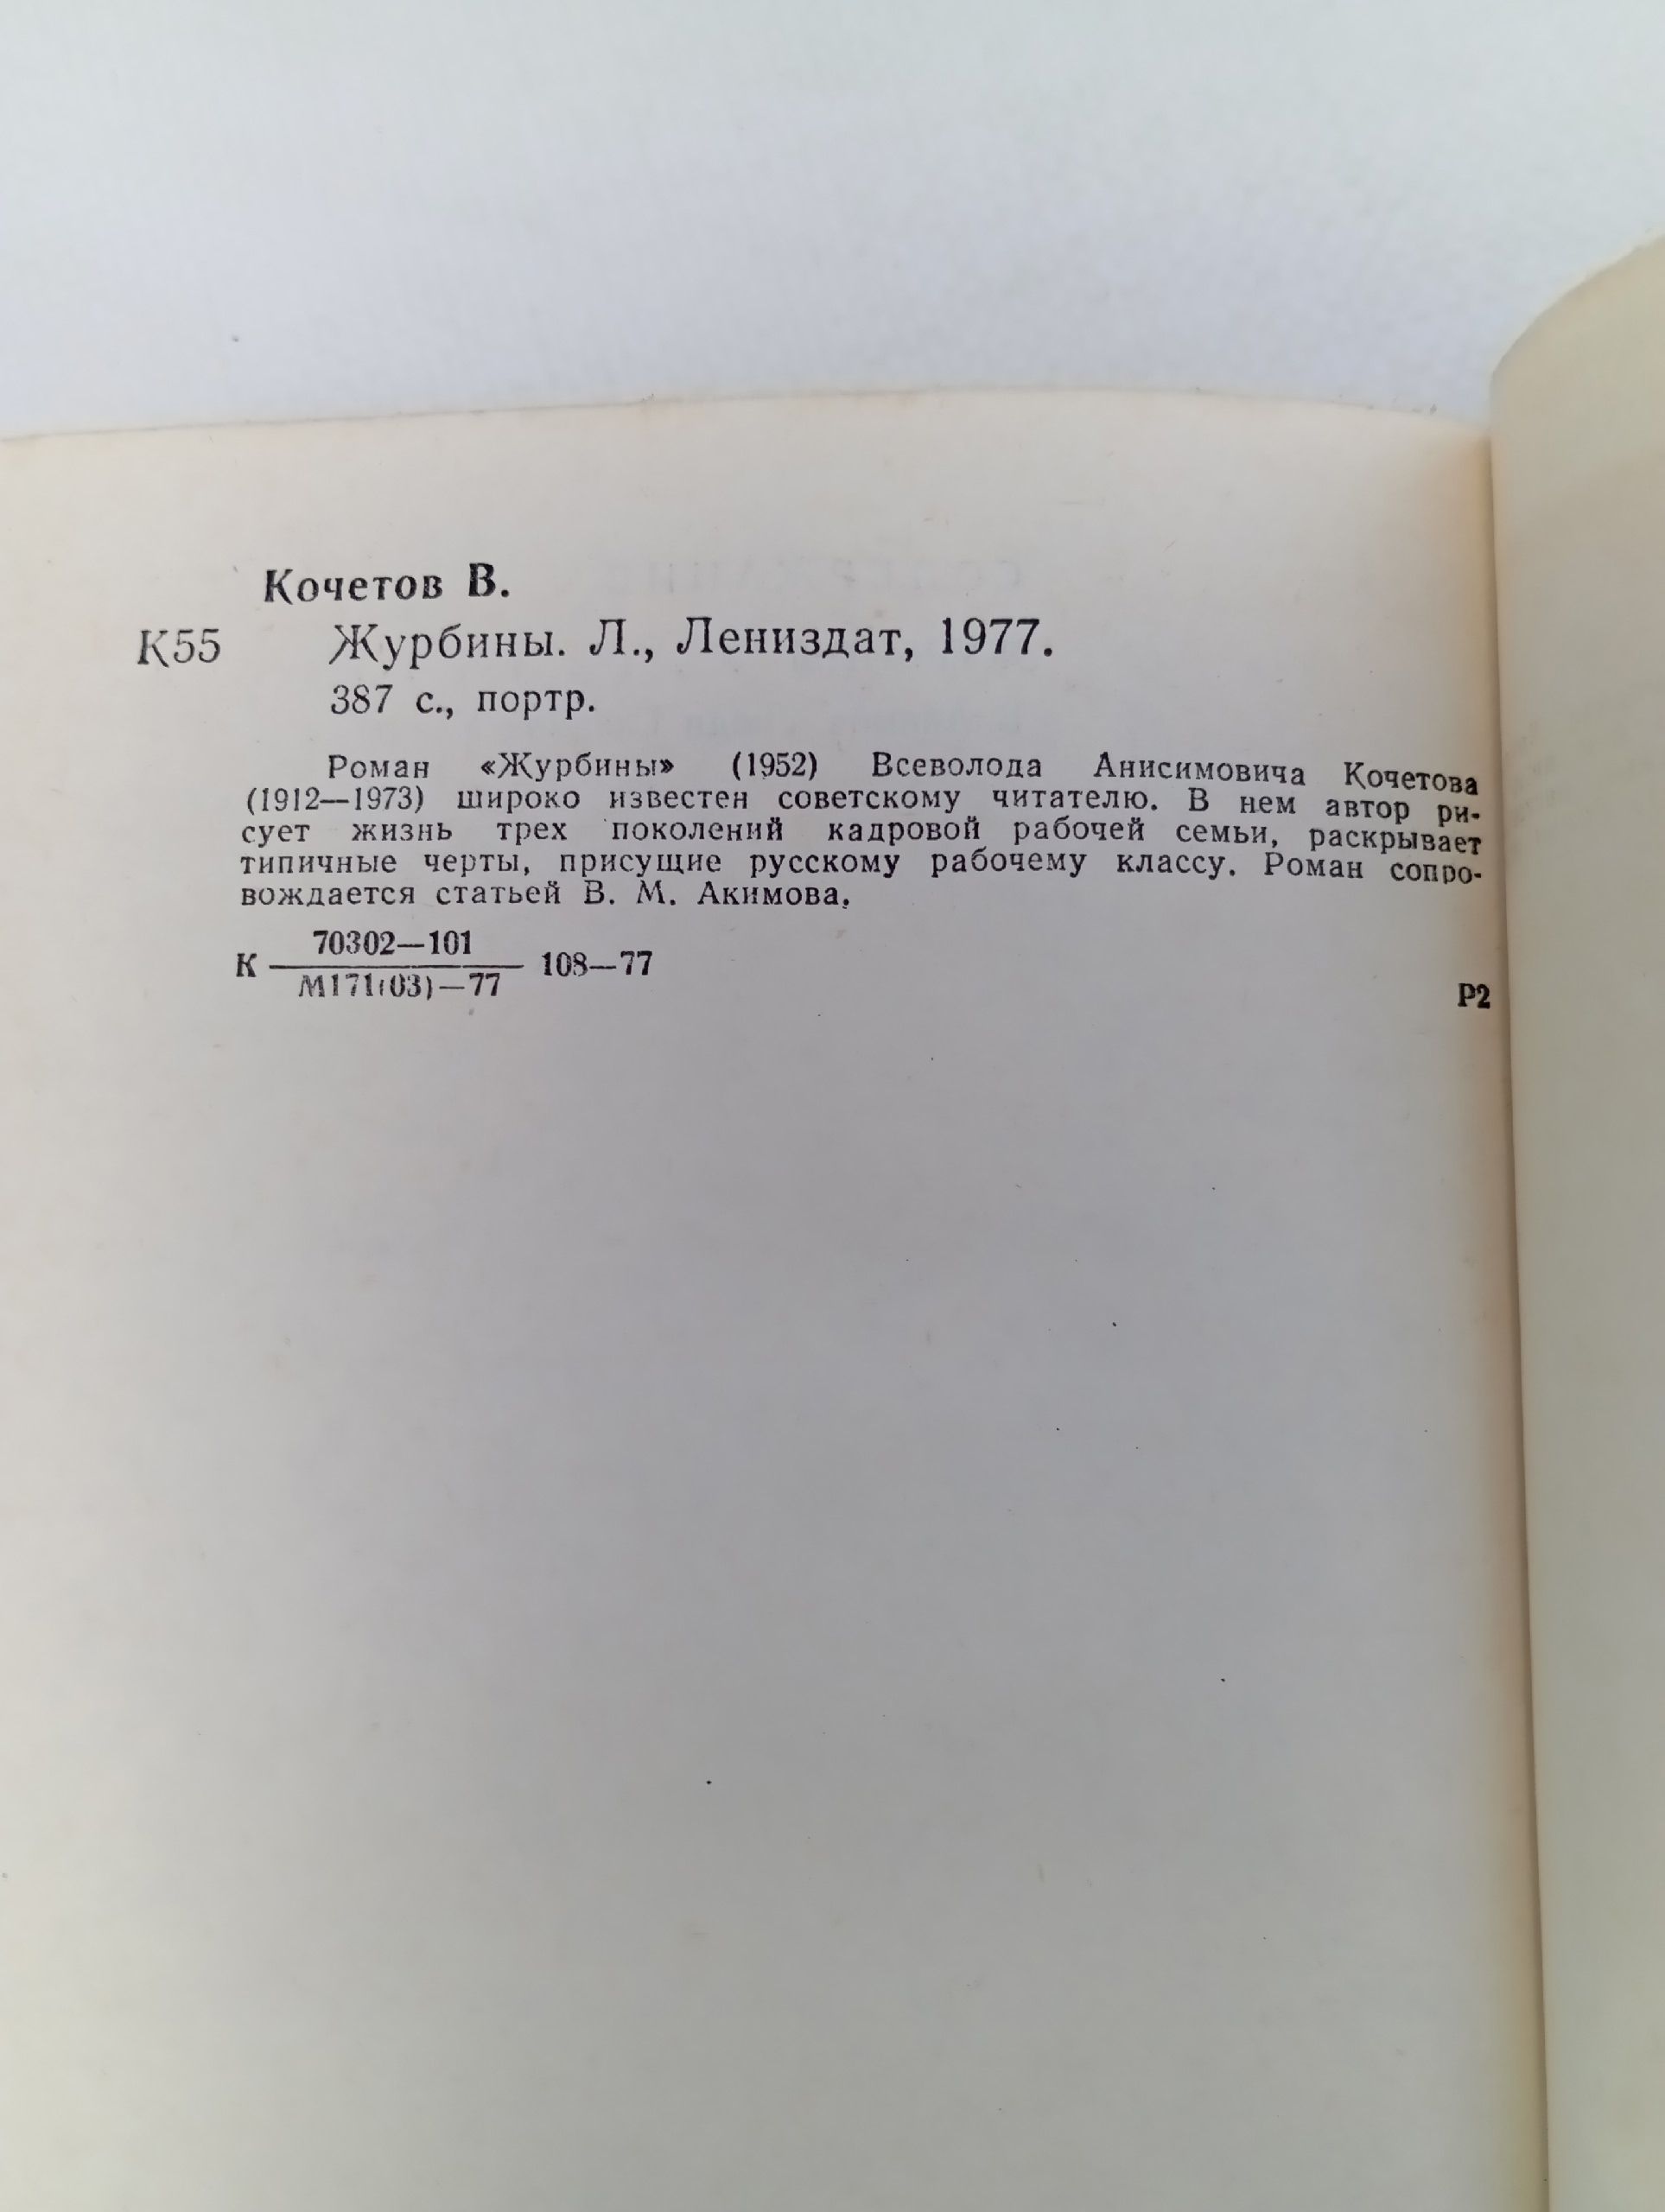 Кочетов В.
К55 Журбины. Л., Лениздат, 1977.
387 с., портр.
Роман «Журбины» (1952) Всеволода Анисимовича Кочетова
(1912—1973) широко известен советскому читателю. В нем автор ри-
сует жизнь трех поколений кадровой рабочей семьи, раскрывает
типичные черты, присущие русскому рабочему классу. Роман сопро-
вождается статьей В. М. Акимова.
70302—101
К 108—77
М171(03)—77
Р2